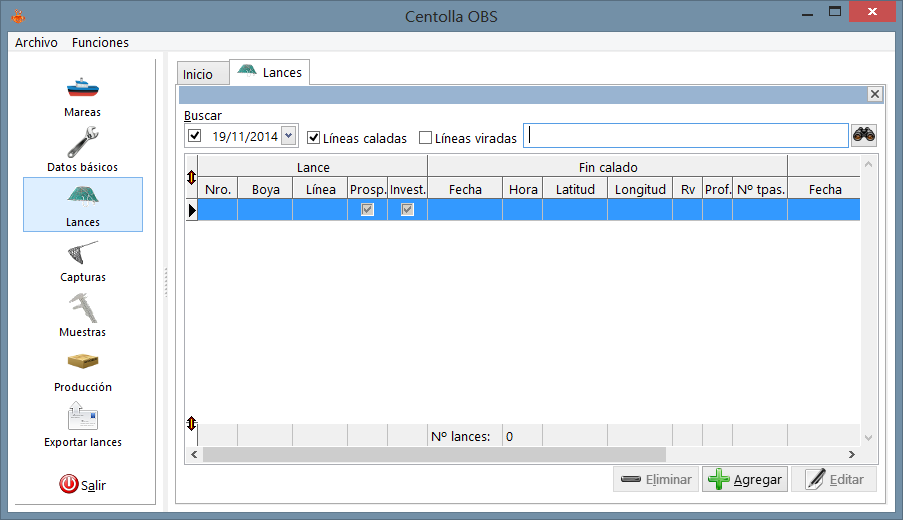 Centolla OBS
Archivo Funciones
Mareas
Datos básicos
Lances
Capturas
Muestras
Producción
Exportar lances
Salir
Inicio Lances
Buscar
19/11/2014 Líneas caladas Líneas viradas
Lance Fin calado
Nro. Boya Línea Prosp. Invest. Fecha Hora Latitud Longitud Rv Prof. Nº tpas. Fecha
Nº lances: 0
Eliminar Agregar Editar